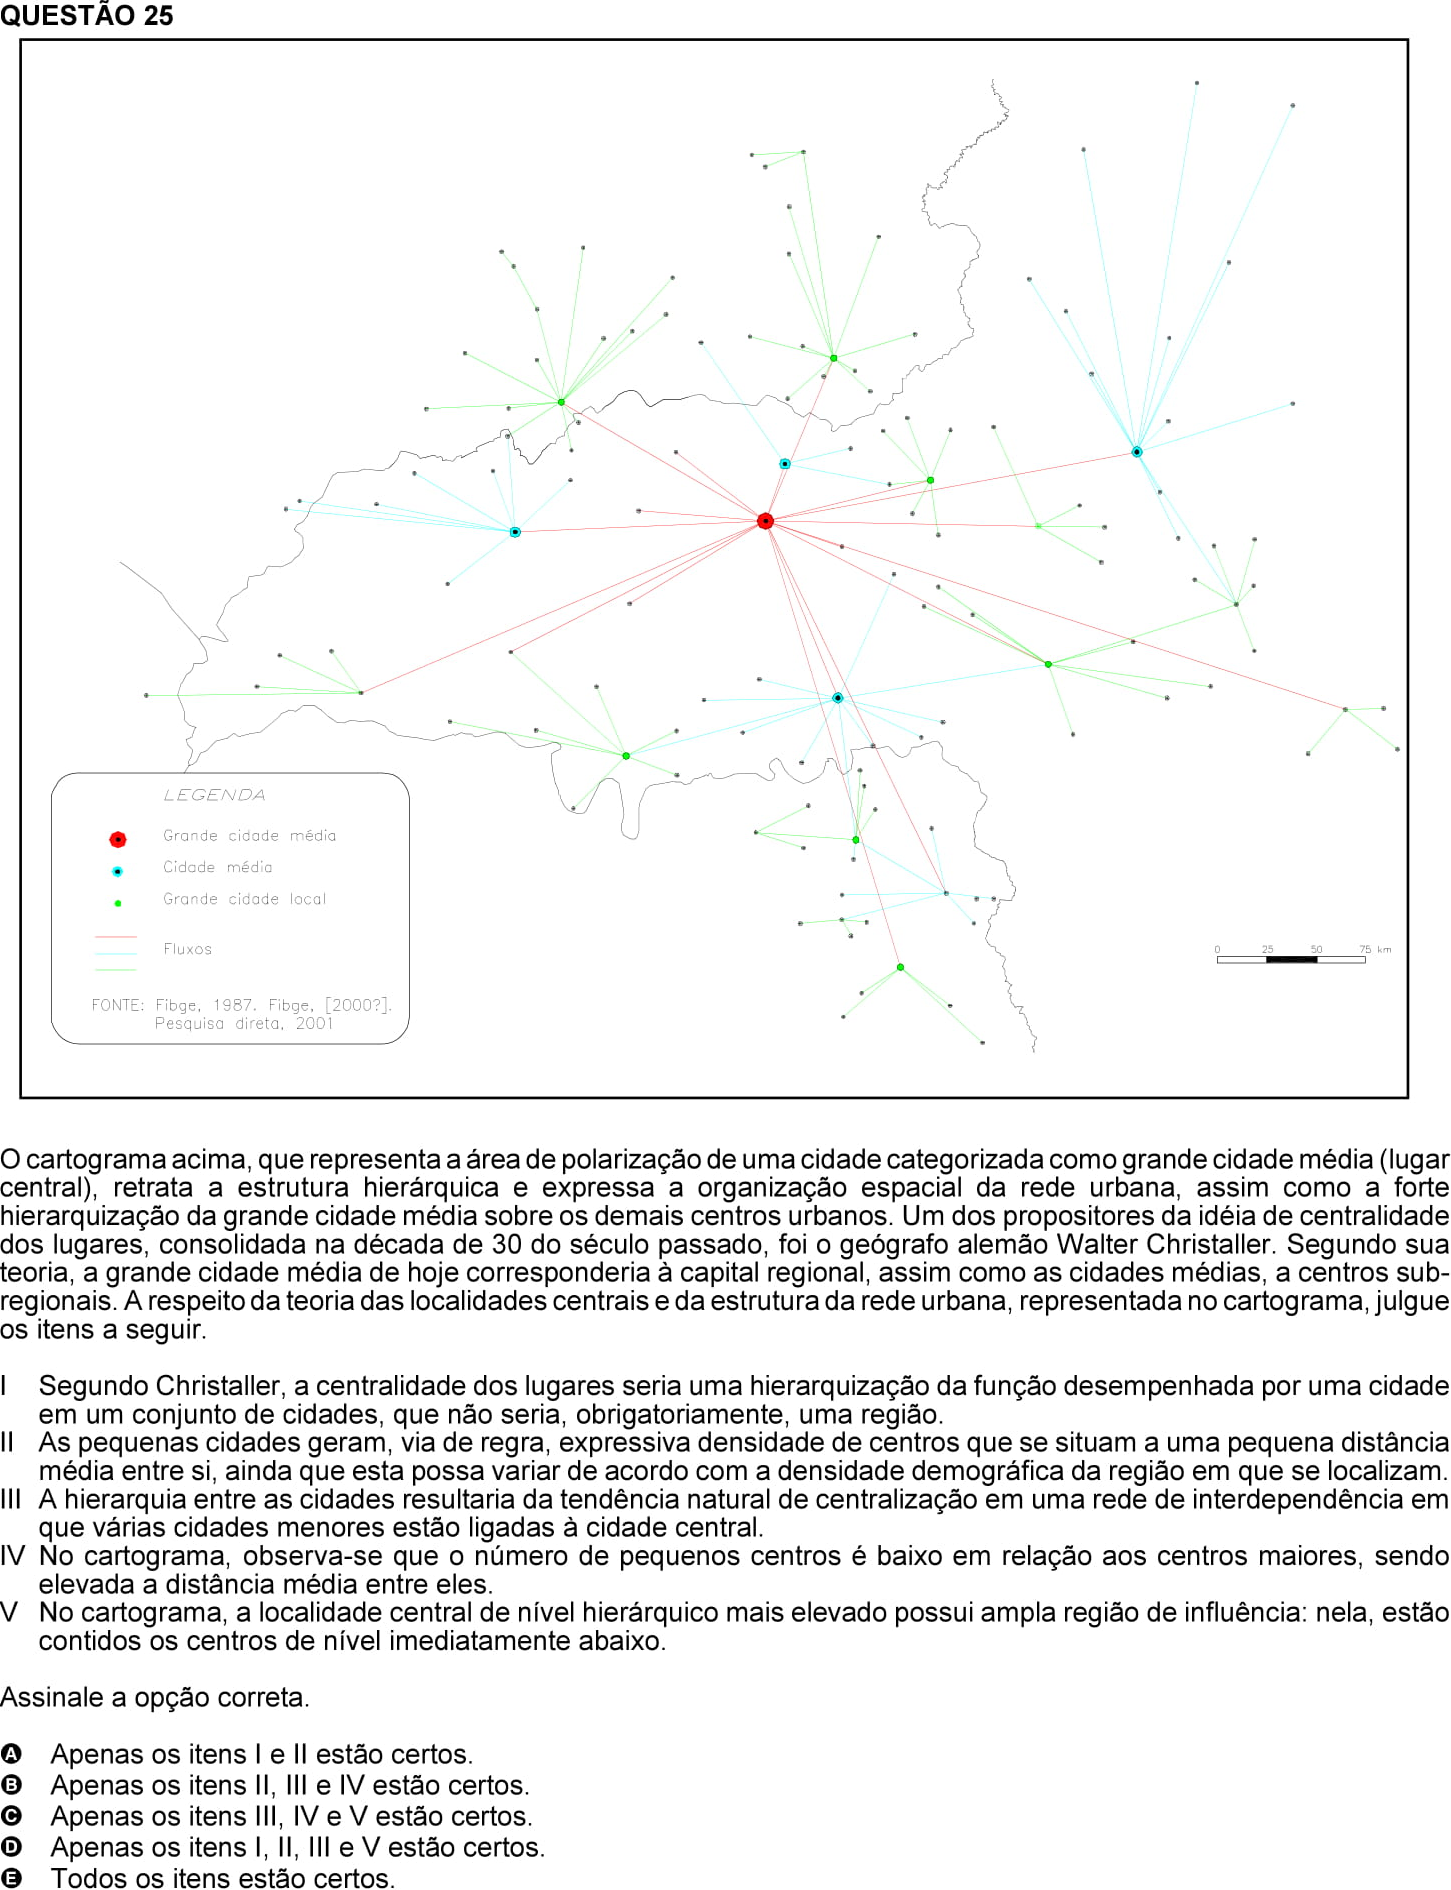 QUESTÃO 25
LEGENDA
Grande cidade média
Cidade média
Grande cidade local
Fluxos
FONTE: Fibge, 1987. Fibge, [2000?].
Pesquisa direta, 2001
0 25 50 75 km
O cartograma acima, que representa a área de polarização de uma cidade categorizada como grande cidade média (lugar
central), retrata a estrutura hierárquica e expressa a organização espacial da rede urbana, assim como a forte
hierarquização da grande cidade média sobre os demais centros urbanos. Um dos propositores da idéia de centralidade
dos lugares, consolidada na década de 30 do século passado, foi o geógrafo alemão Walter Christaller. Segundo sua
teoria, a grande cidade média de hoje corresponderia à capital regional, assim como as cidades médias, a centros sub-
regionais. A respeito da teoria das localidades centrais e da estrutura da rede urbana, representada no cartograma, julgue
os itens a seguir.
I Segundo Christaller, a centralidade dos lugares seria uma hierarquização da função desempenhada por uma cidade
em um conjunto de cidades, que não seria, obrigatoriamente, uma região.
II As pequenas cidades geram, via de regra, expressiva densidade de centros que se situam a uma pequena distância
média entre si, ainda que esta possa variar de acordo com a densidade demográfica da região em que se localizam.
III A hierarquia entre as cidades resultaria da tendência natural de centralização em uma rede de interdependência em
que várias cidades menores estão ligadas à cidade central.
IV No cartograma, observa-se que o número de pequenos centros é baixo em relação aos centros maiores, sendo
elevada a distância média entre eles.
V No cartograma, a localidade central de nível hierárquico mais elevado possui ampla região de influência: nela, estão
contidos os centros de nível imediatamente abaixo.
Assinale a opção correta.
A Apenas os itens I e II estão certos.
B Apenas os itens II, III e IV estão certos.
C Apenas os itens III, IV e V estão certos.
D Apenas os itens I, II, III e V estão certos.
E Todos os itens estão certos.